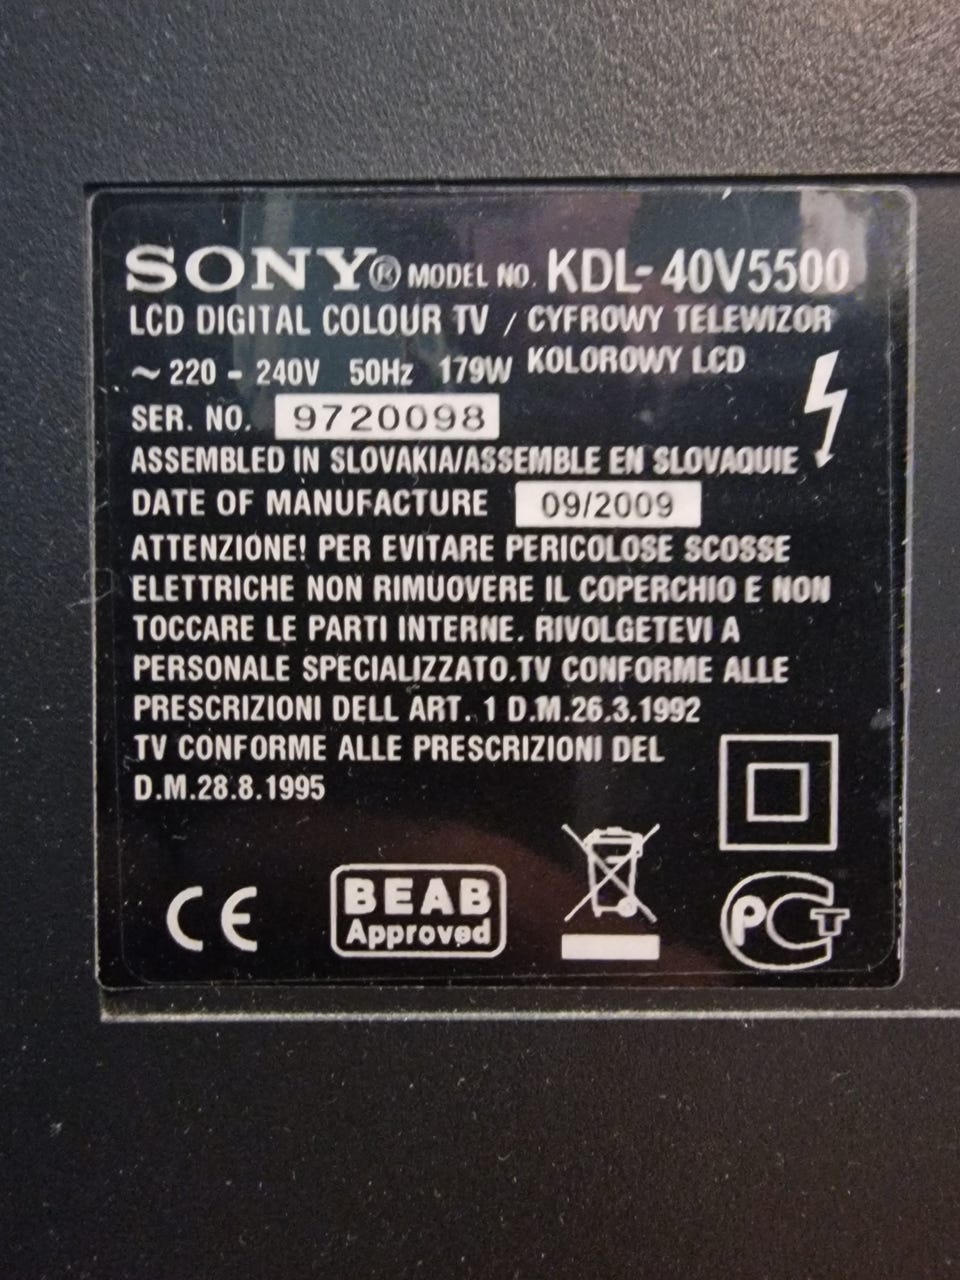 SONY® MODEL NO. KDL-40V5500
LCD DIGITAL COLOUR TV / CYFROWY TELEWIZOR
~ 220 - 240V 50Hz 179W KOLOROWY LCD
SER. NO. 9720098
ASSEMBLED IN SLOVAKIA/ASSEMBLE EN SLOVAQUIE
DATE OF MANUFACTURE 09/2009
ATTENZIONE! PER EVITARE PERICOLOSE SCOSSE
ELETTRICHE NON RIMUOVERE IL COPERCHIO E NON
TOCCARE LE PARTI INTERNE. RIVOLGETEVI A
PERSONALE SPECIALIZZATO.TV CONFORME ALLE
PRESCRIZIONI DELL ART. 1 D.M.26.3.1992
TV CONFORME ALLE PRESCRIZIONI DEL
D.M.28.8.1995
CE
BEAB
Approved
РСТ